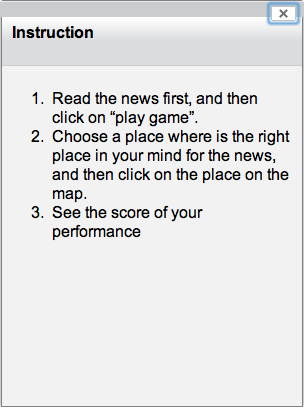 Instruction
1. Read the news first, and then
click on “play game”.
2. Choose a place where is the right
place in your mind for the news,
and then click on the place on the
map.
3. See the score of your
performance